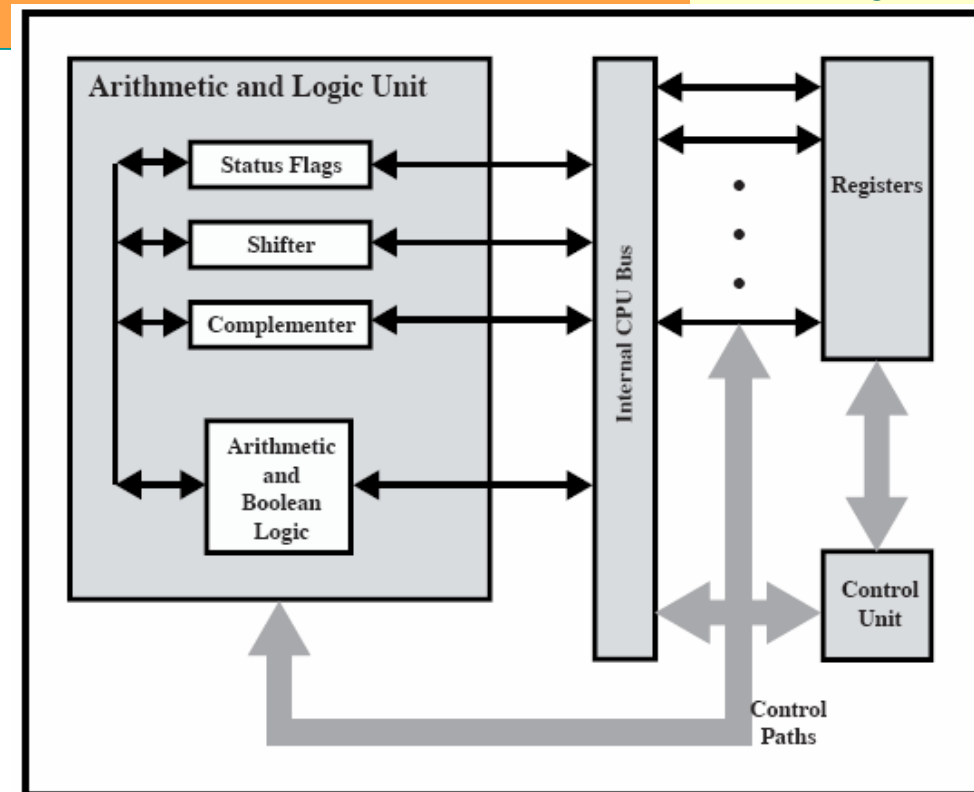 Arithmetic and Logic Unit
Status Flags
Shifter
Complementer
Arithmetic
and
Boolean
Logic
Internal CPU Bus
Registers
Control
Unit
Control
Paths